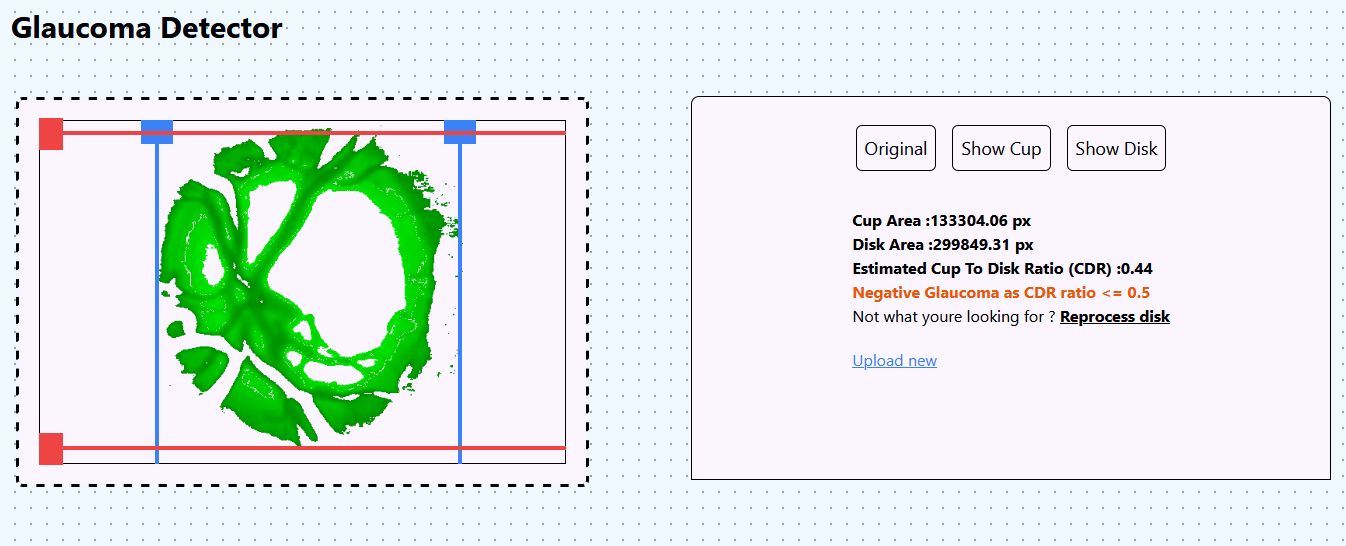 Glaucoma Detector
Original Show Cup Show Disk
Cup Area :133304.06 px
Disk Area :299849.31 px
Estimated Cup To Disk Ratio (CDR) :0.44
Negative Glaucoma as CDR ratio <= 0.5
Not what youre looking for ? Reprocess disk
Upload new